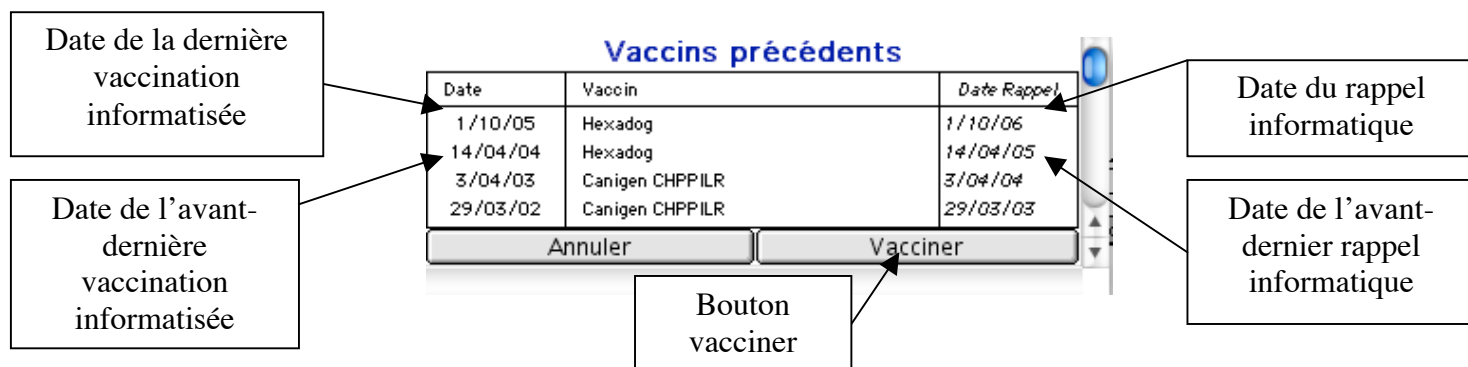 Date de la dernière
vaccination
informatisée
Date de l’avant-
dernière
vaccination
informatisée
Vaccins précédents
Date Vaccin Date Rappel
1/10/05 Hexadog 1/10/06
14/04/04 Hexadog 14/04/05
3/04/03 Canigen CHPPILR 3/04/04
29/03/02 Canigen CHPPILR 29/03/03
Annuler Vacciner
Bouton
vacciner
Date du rappel
informatique
Date de l’avant-
dernier rappel
informatique